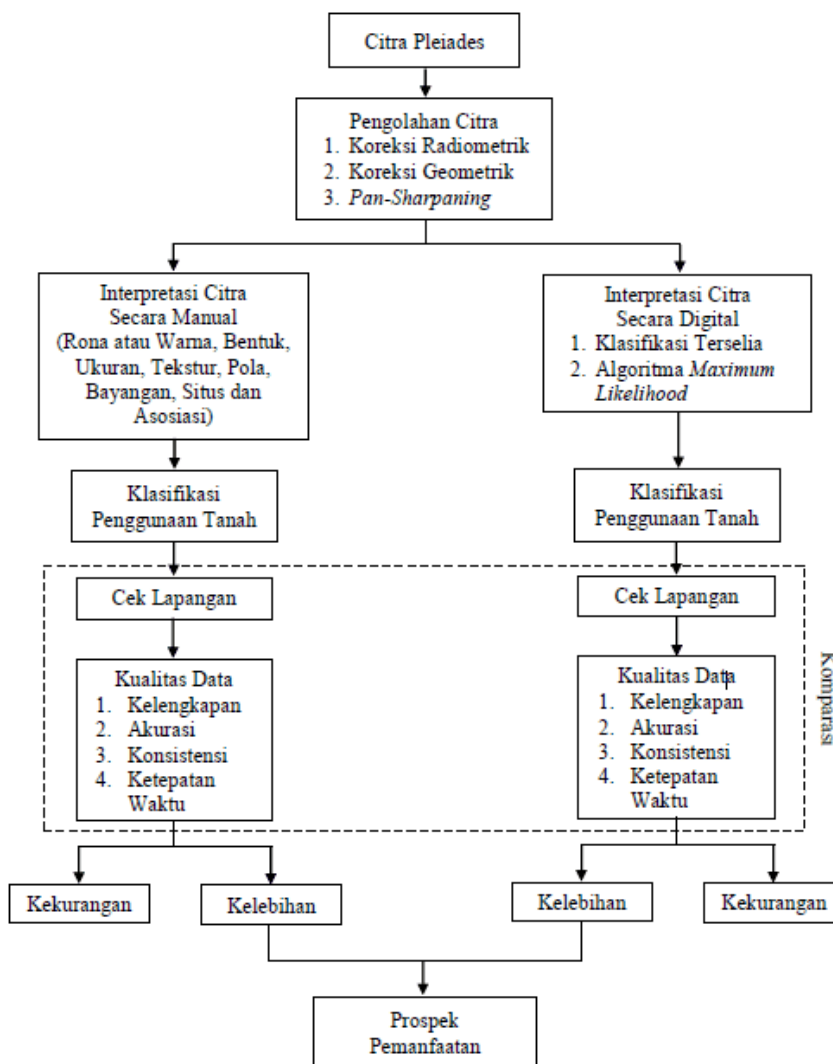 Citra Pleiades
Pengolahan Citra
1. Koreksi Radiometrik
2. Koreksi Geometrik
3. Pan-Sharpaning
Interpretasi Citra
Secara Manual
(Rona atau Warna, Bentuk,
Ukuran, Tekstur, Pola,
Bayangan, Situs dan
Asosiasi)
Interpretasi Citra
Secara Digital
1. Klasifikasi Terselia
2. Algoritma Maximum
Likelihood
Klasifikasi
Penggunaan Tanah
Klasifikasi
Penggunaan Tanah
Cek Lapangan
Cek Lapangan
Kualitas Data
1. Kelengkapan
2. Akurasi
3. Konsistensi
4. Ketepatan
Waktu
Kualitas Data
1. Kelengkapan
2. Akurasi
3. Konsistensi
4. Ketepatan
Waktu
Komparasi
Kekurangan
Kelebihan
Kelebihan
Kekurangan
Prospek
Pemanfaatan